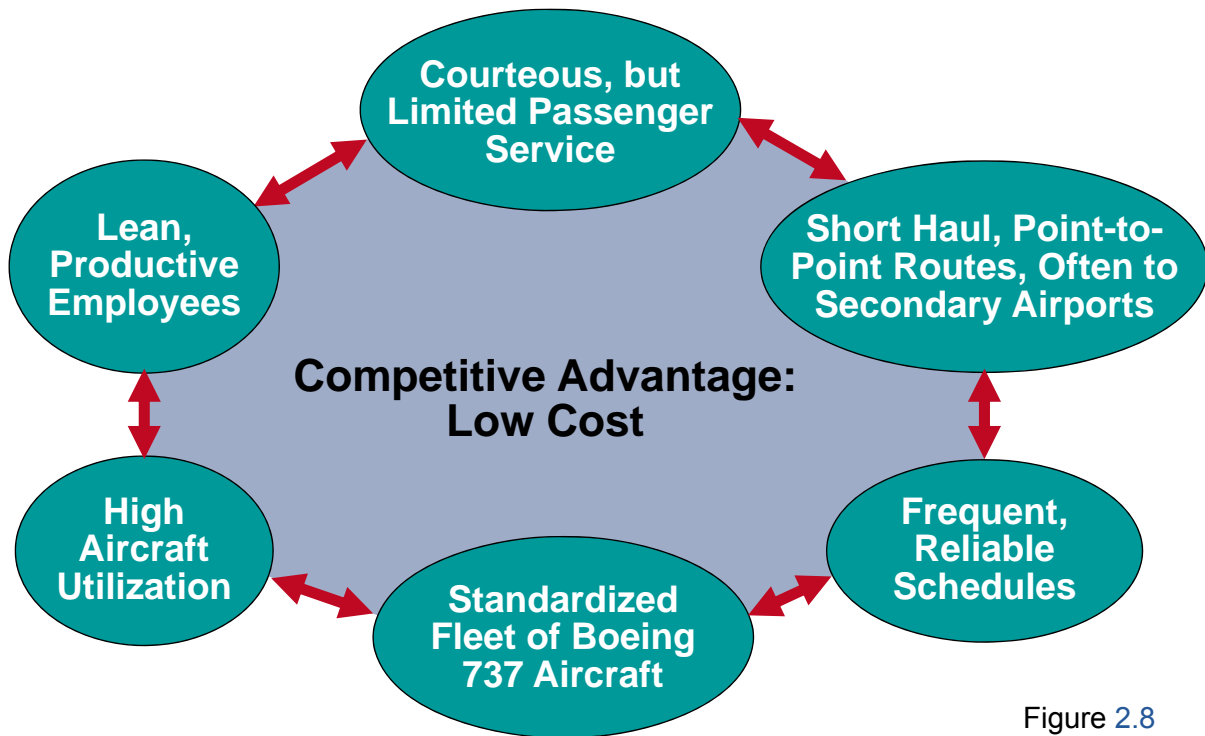 Courteous, but
Limited Passenger
Service
Lean,
Productive
Employees
Short Haul, Point-to-
Point Routes, Often to
Secondary Airports
Competitive Advantage:
Low Cost
High
Aircraft
Utilization
Frequent,
Reliable
Schedules
Standardized
Fleet of Boeing
737 Aircraft
Figure 2.8